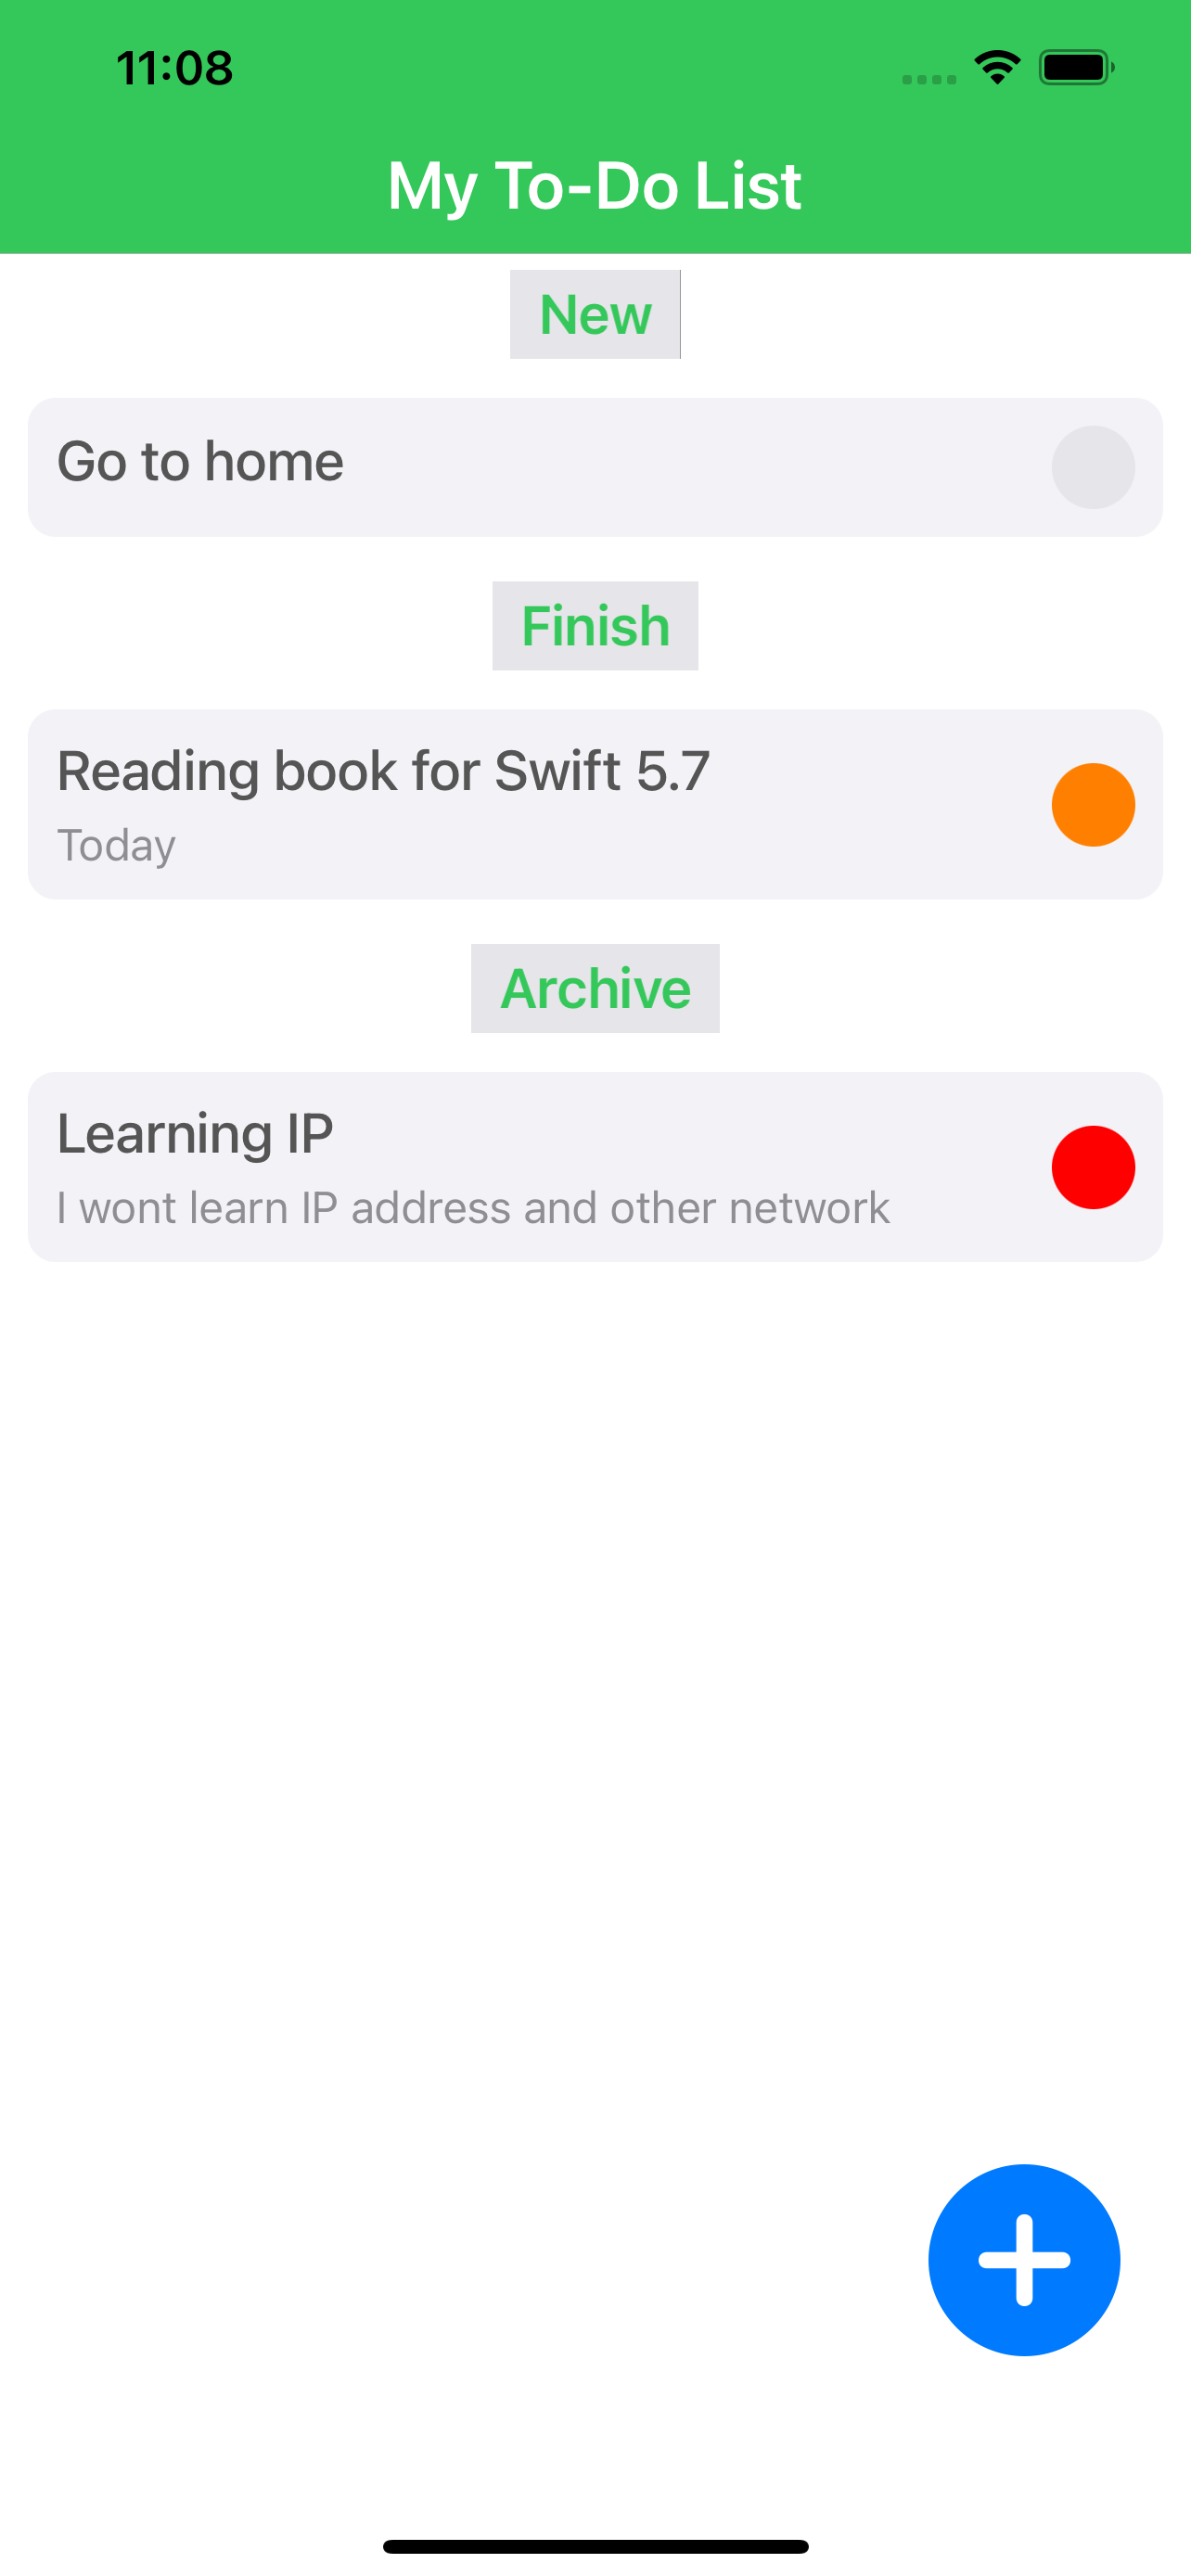 11:08
My To-Do List
New
Go to home
Finish
Reading book for Swift 5.7
Today
Archive
Learning IP
I wont learn IP address and other network